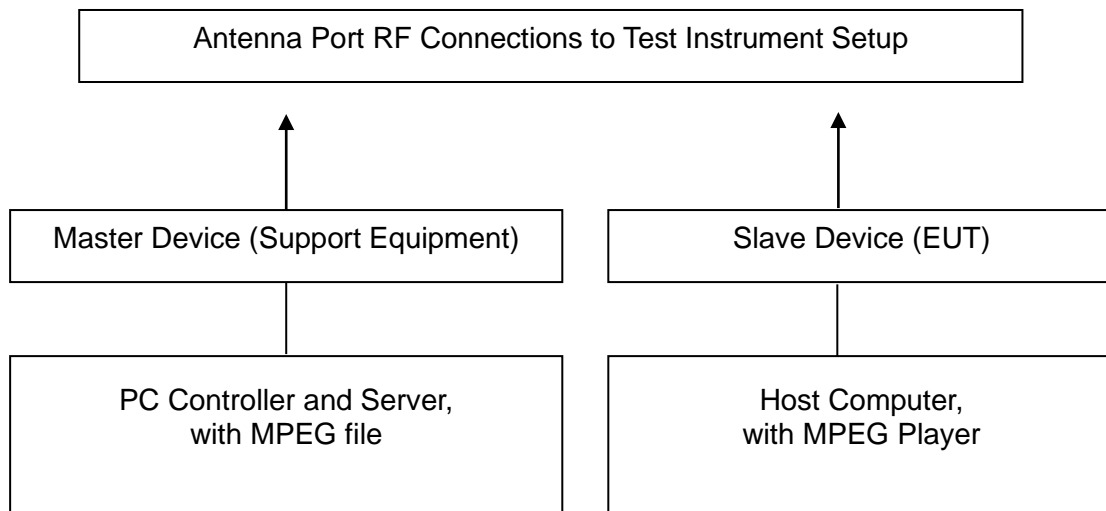 Antenna Port RF Connections to Test Instrument Setup
Master Device (Support Equipment)
Slave Device (EUT)
PC Controller and Server,
with MPEG file
Host Computer,
with MPEG Player